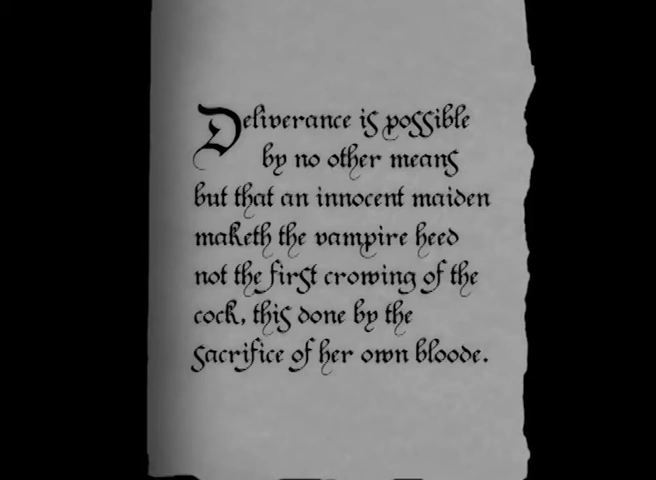 Deliverance is possible
by no other means
but that an innocent maiden
maketh the vampire heed
not the first crowing of the
cock, this done by the
sacrifice of her own bloode.